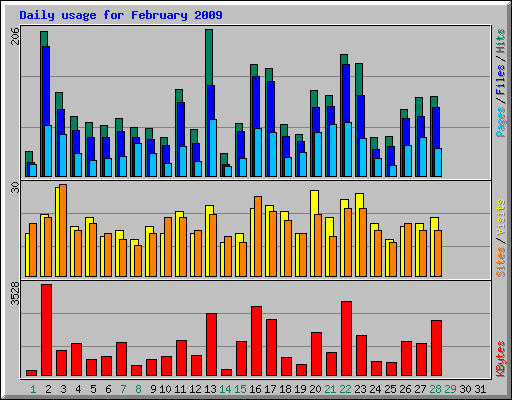 Daily usage for February 2009
206
Pages / Files / Hits
30
Sites / Visits
3528
KBytes
1 2 3 4 5 6 7 8 9 10 11 12 13 14 15 16 17 18 19 20 21 22 23 24 25 26 27 28 29 30 31